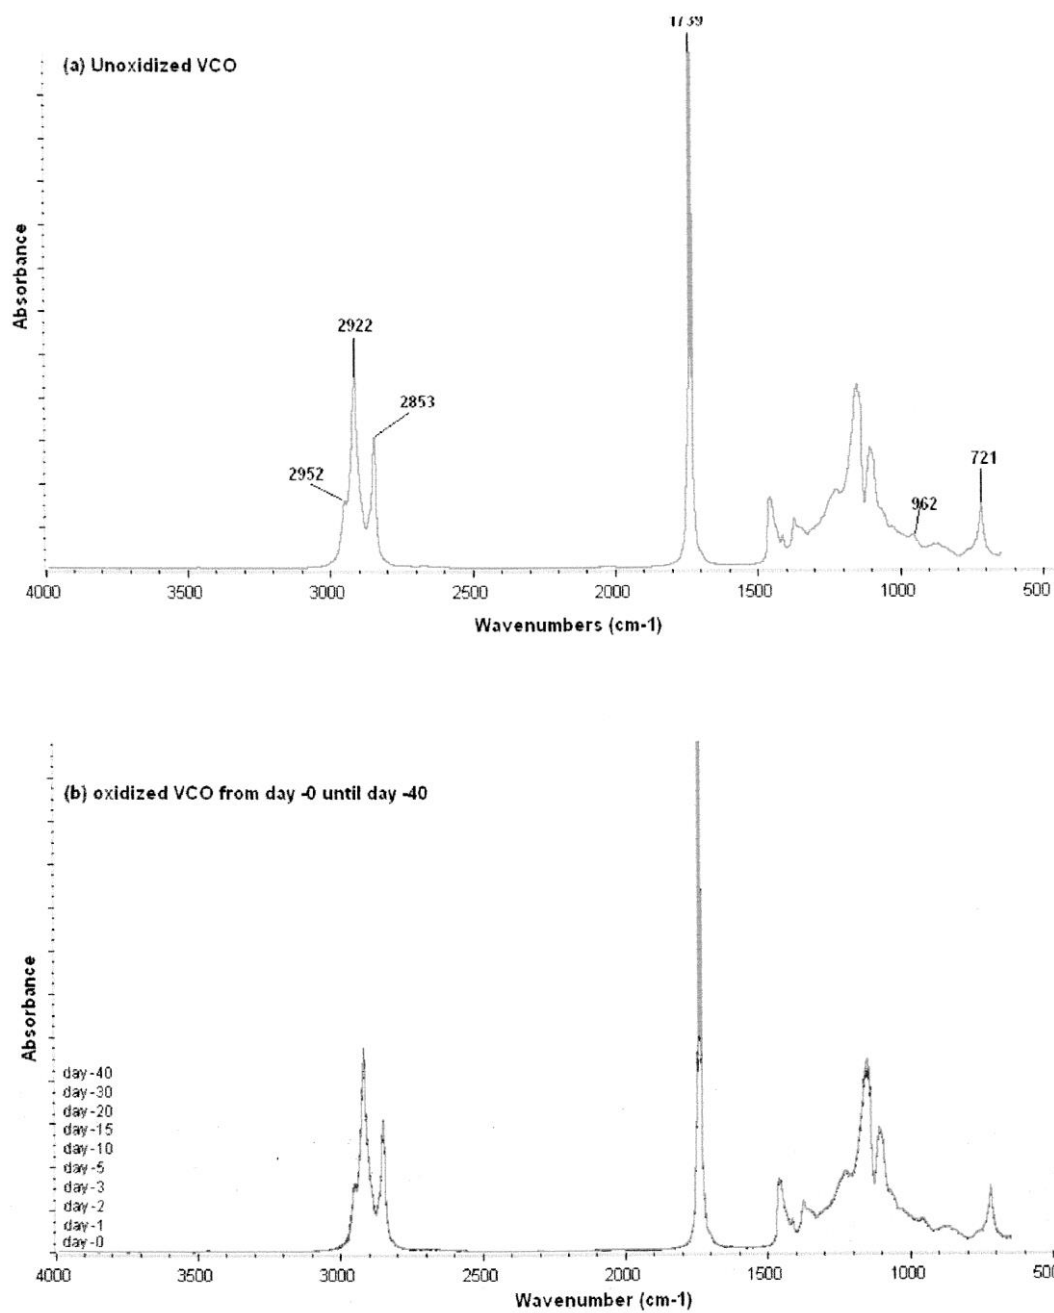 1739
(a) Unoxidized VCO
Absorbance
2922
2853
2952
962
721
4000 3500 3000 2500 2000 1500 1000 500
Wavenumbers (cm-1)
(b) oxidized VCO from day -0 until day -40
Absorbance
day-40
day-30
day-20
day-15
day-10
day-5
day-3
day-2
day-1
day-0
4000 3500 3000 2500 2000 1500 1000 500
Wavenumber (cm-1)